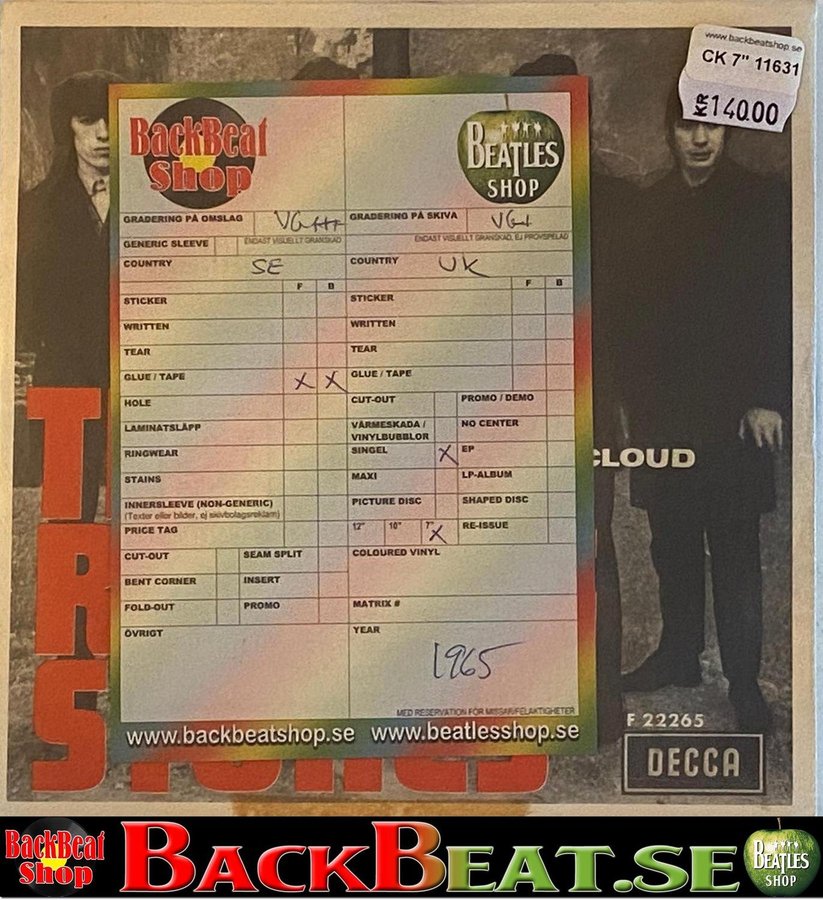 www.backbeatshop.se
CK 7" 11631
KR 140.00
BackBeat
Shop
BEATLES
SHOP
GRADERING PÅ OMSLAG VG++ GRADERING PÅ SKIVA VG+
GENERIC SLEEVE ENDAST VISUELLT GRANSKAD ENDAST VISUELLT GRANSKAD, EJ PROVSPELAD
COUNTRY SE COUNTRY UK
F B F B
STICKER STICKER
WRITTEN WRITTEN
TEAR TEAR
GLUE / TAPE X X GLUE / TAPE
HOLE CUT-OUT PROMO / DEMO
LAMINATSLÄPP VÄRMESKADA / VINYLBUBBLOR NO CENTER
RINGWEAR SINGEL X EP
STAINS MAXI LP-ALBUM
INNERSLEEVE (NON-GENERIC) PICTURE DISC SHAPED DISC
(Texter eller bilder, ej skivbolagsreklam)
PRICE TAG 12" 10" 7" X RE-ISSUE
CUT-OUT SEAM SPLIT COLOURED VINYL
BENT CORNER INSERT
FOLD-OUT PROMO MATRIX #
ÖVRIGT YEAR
1965
MED RESERVATION FÖR MISSAR/FELAKTIGHETER
www.backbeatshop.se www.beatlesshop.se
CLOUD
T
R
S
F 22265
DECCA
BackBeat
Shop
BACKBEAT.SE
BEATLES
SHOP